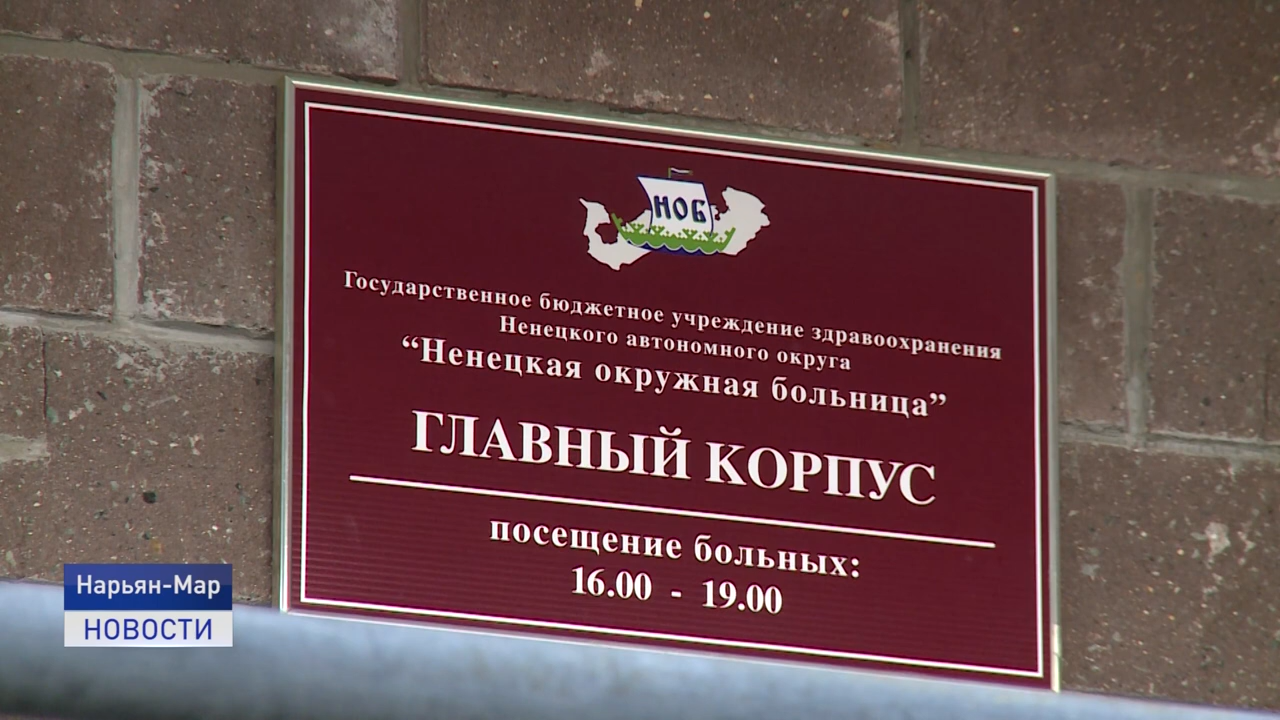 НОБ
Государственное бюджетное учреждение здравоохранения
Ненецкого автономного округа
“Ненецкая окружная больница”
ГЛАВНЫЙ КОРПУС
посещение больных:
16.00 - 19.00
Нарьян-Мар
НОВОСТИ